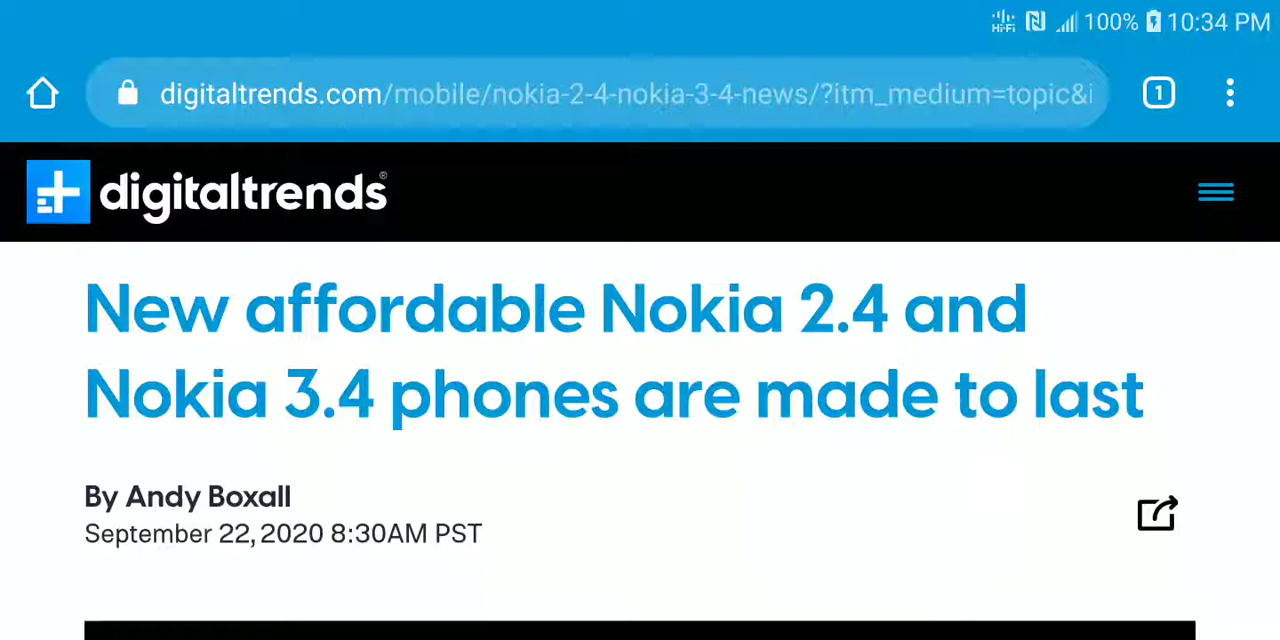 Hi-Fi 100% 10:34 PM
digitaltrends.com/mobile/nokia-2-4-nokia-3-4-news/?itm_medium=topic&i
1
digitaltrends®
New affordable Nokia 2.4 and
Nokia 3.4 phones are made to last
By Andy Boxall
September 22, 2020 8:30AM PST